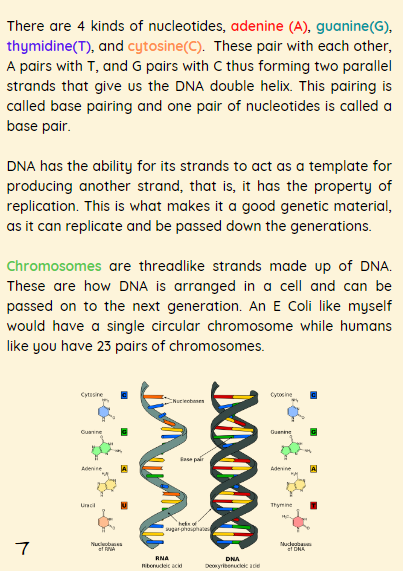 There are 4 kinds of nucleotides, adenine (A), guanine(G),
thymidine(T), and cytosine(C). These pair with each other,
A pairs with T, and G pairs with C thus forming two parallel
strands that give us the DNA double helix. This pairing is
called base pairing and one pair of nucleotides is called a
base pair.
DNA has the ability for its strands to act as a template for
producing another strand, that is, it has the property of
replication. This is what makes it a good genetic material,
as it can replicate and be passed down the generations.
Chromosomes are threadlike strands made up of DNA.
These are how DNA is arranged in a cell and can be
passed on to the next generation. An E Coli like myself
would have a single circular chromosome while humans
like you have 23 pairs of chromosomes.
Cytosine C
Guanine G
Adenine A
Uracil U
Nucleobases
of RNA
Nucleobases
Base pair
helix of
sugar-phosphates
RNA
Ribonucleic acid
DNA
Deoxyribonucleic acid
Cytosine C
Guanine G
Adenine A
Thymine T
Nucleobases
of DNA
7